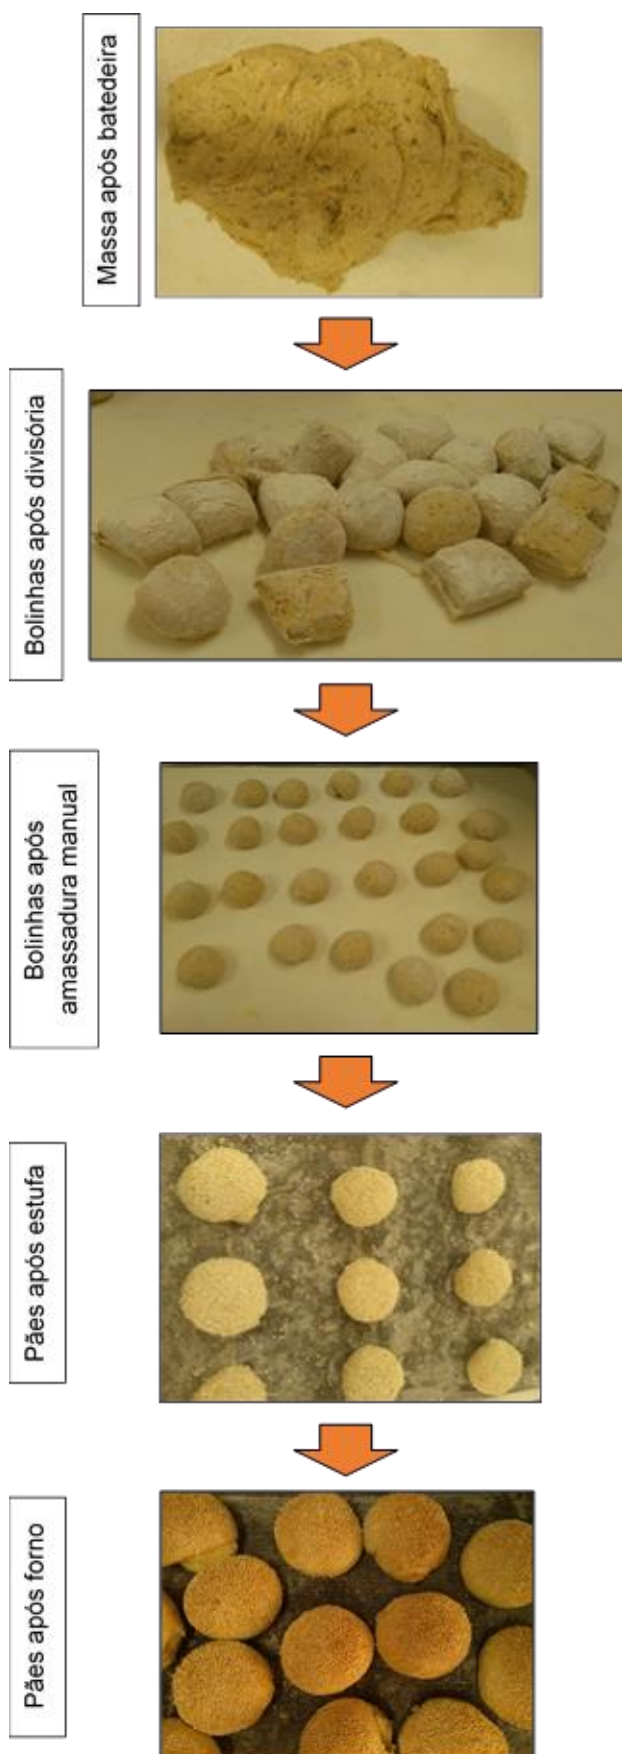 Massa após batedeira
Bolinhas após divisória
Bolinhas após
amassadura manual
Pães após estufa
Pães após forno